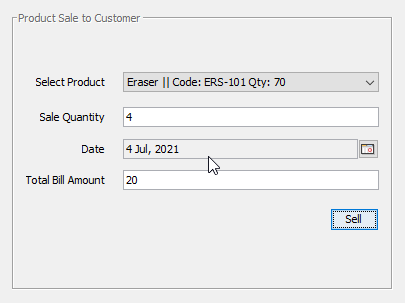 Product Sale to Customer
Select Product Eraser || Code: ERS-101 Qty: 70
Sale Quantity 4
Date 4 Jul, 2021
Total Bill Amount 20
Sell